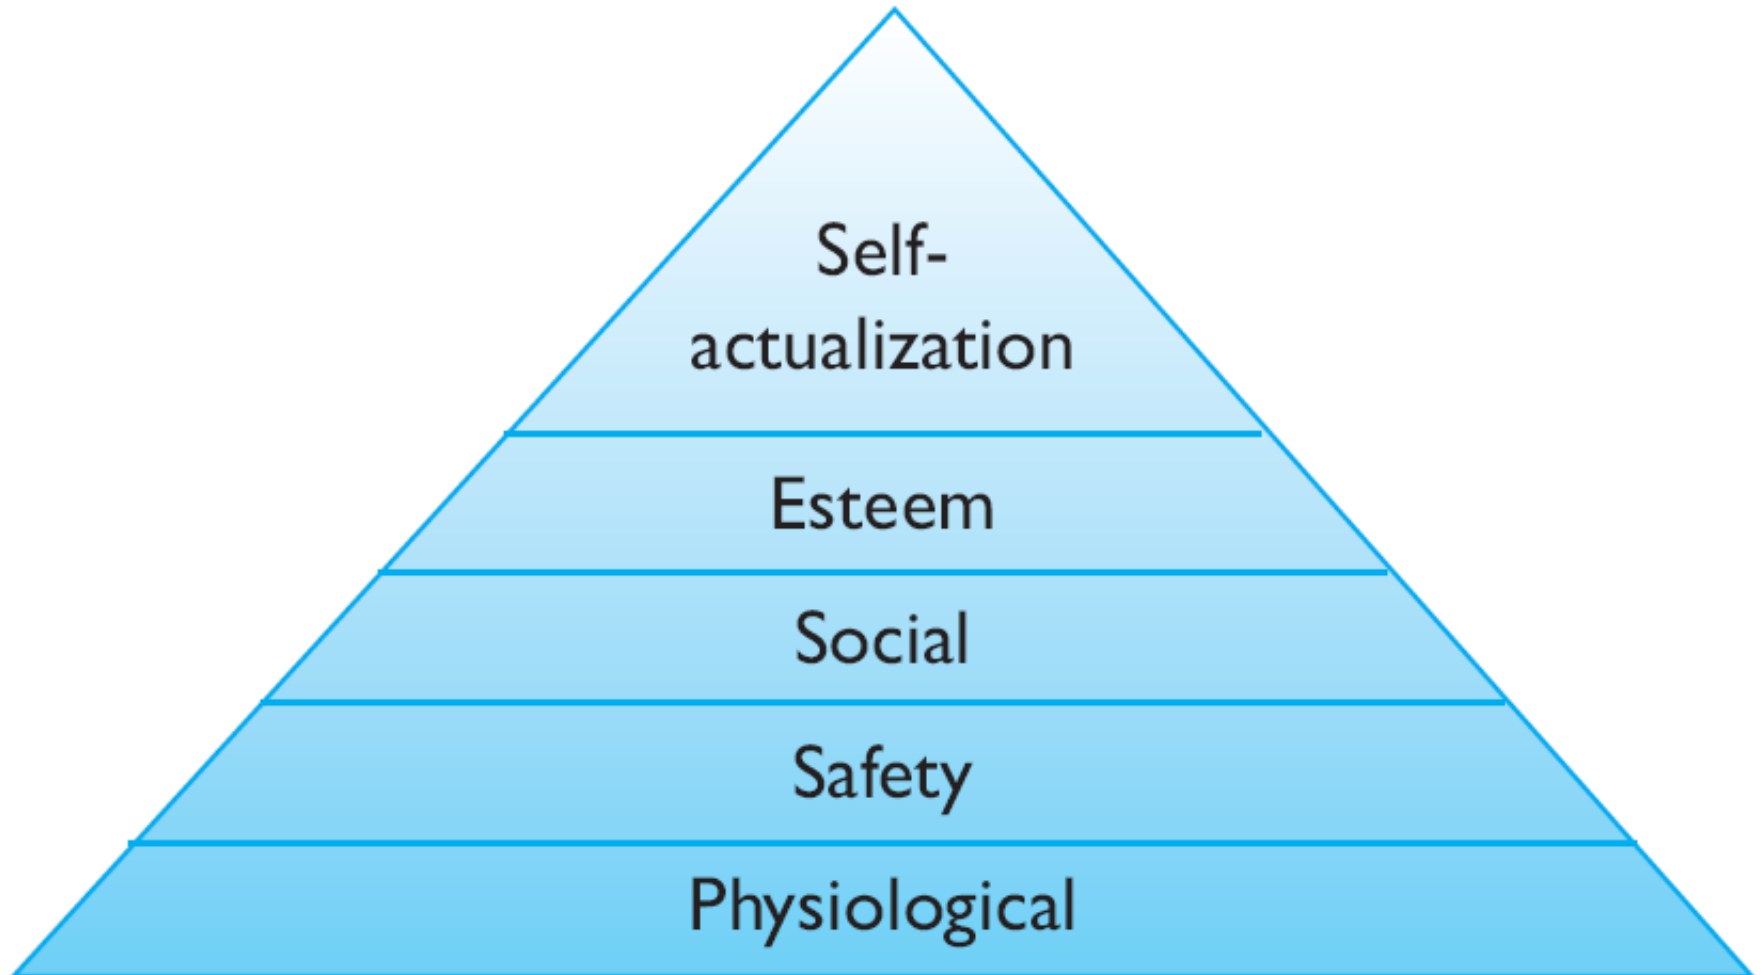 Self-
actualization
Esteem
Social
Safety
Physiological